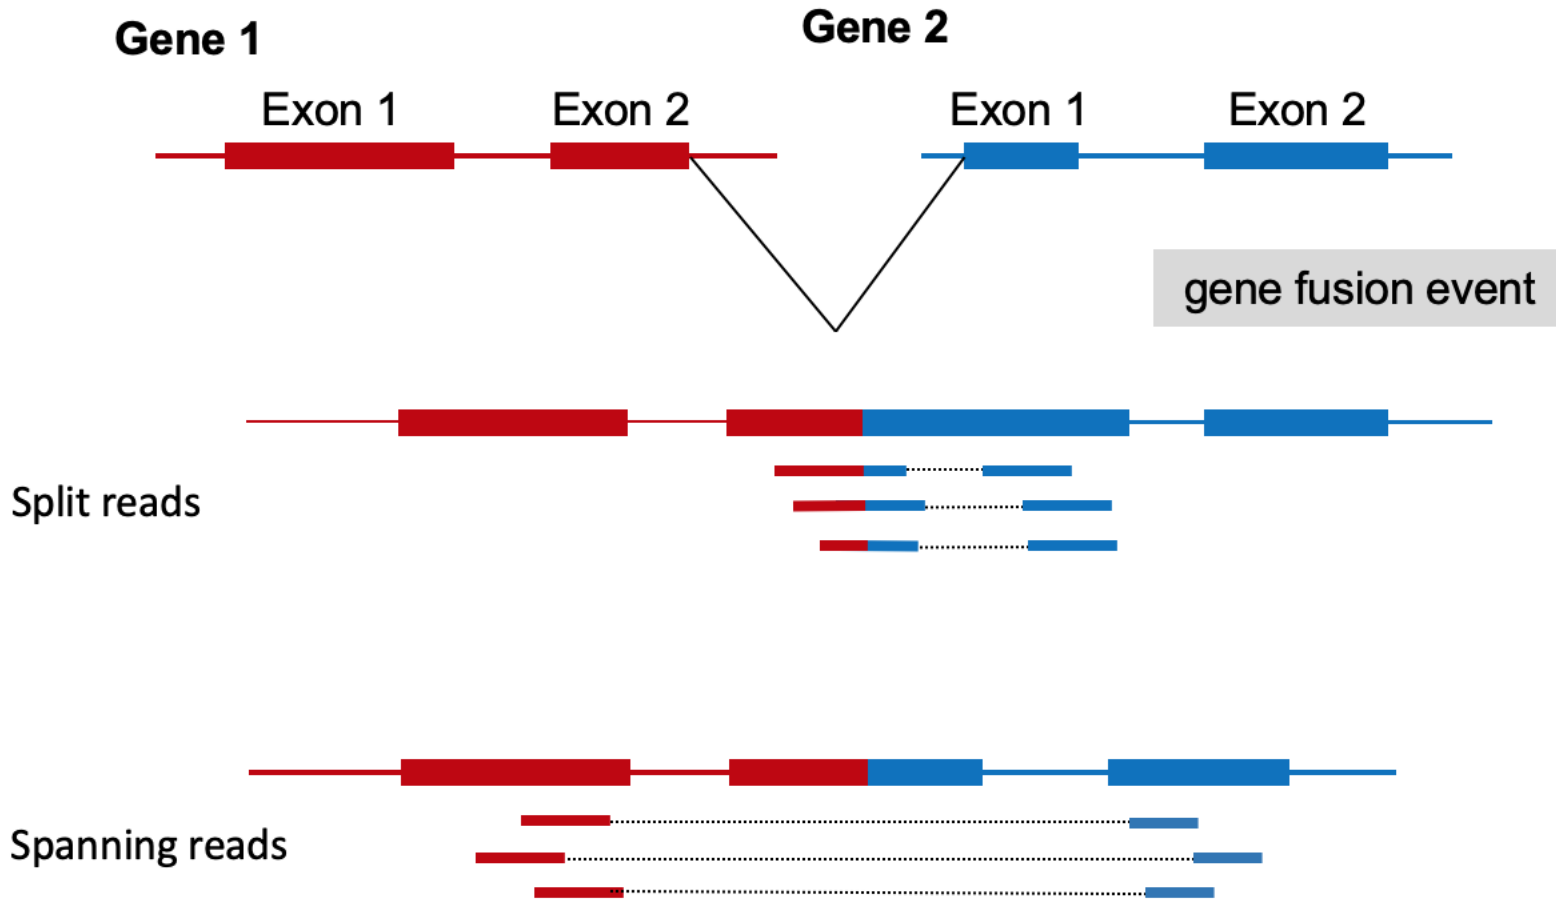 Gene 1
Gene 2
Exon 1
Exon 2
Exon 1
Exon 2
gene fusion event
Split reads
Spanning reads